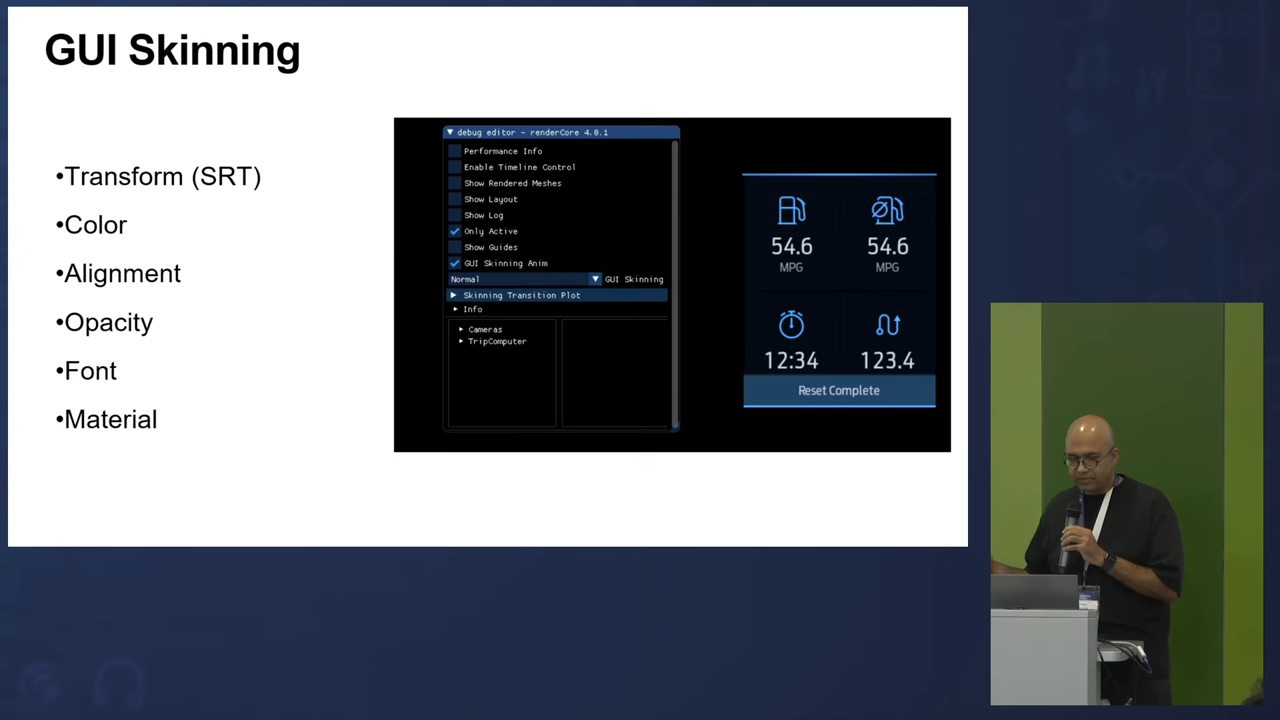 GUI Skinning
•Transform (SRT)
•Color
•Alignment
•Opacity
•Font
•Material
debug editor - renderCore 4.0.1
Performance Info
Enable Timeline Control
Show Rendered Meshes
Show Layout
Show Log
Only Active
Show Guides
GUI Skinning Anim
Normal GUI Skinning
Skinning Transition Plot
Info
Cameras
TripComputer
54.6 54.6
MPG MPG
12:34 123.4
Reset Complete